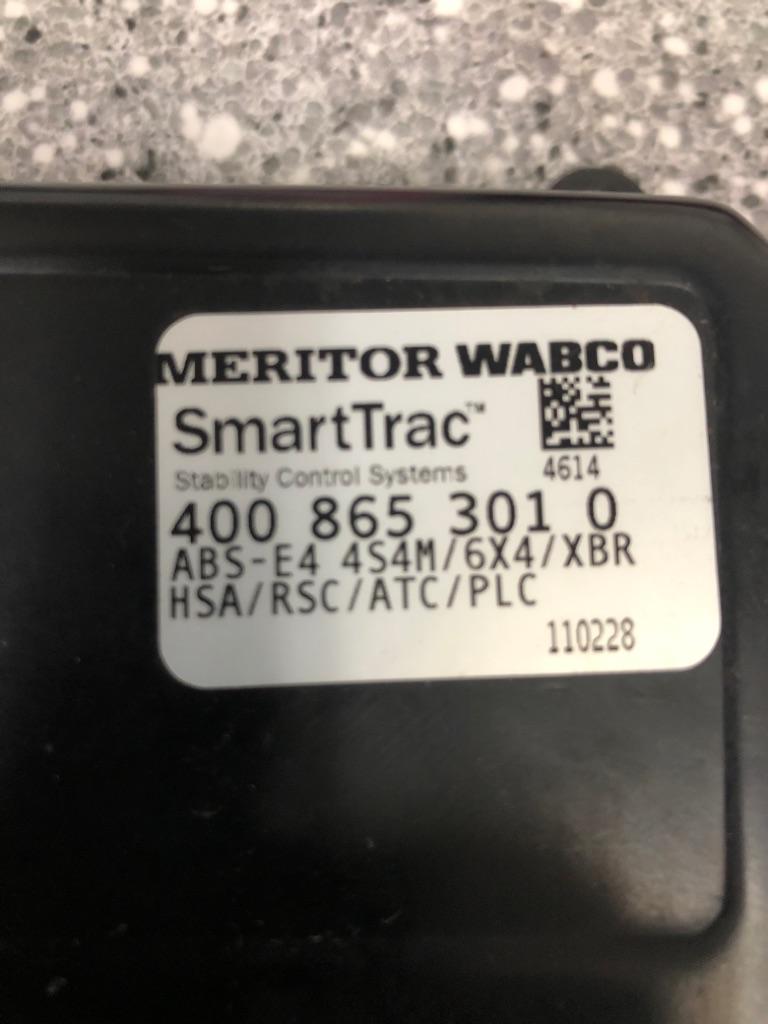 MERITOR WABCO
SmartTrac™
Stability Control Systems
4614
400 865 301 0
ABS-E4 4S4M/6X4/XBR
HSA/RSC/ATC/PLC
110228